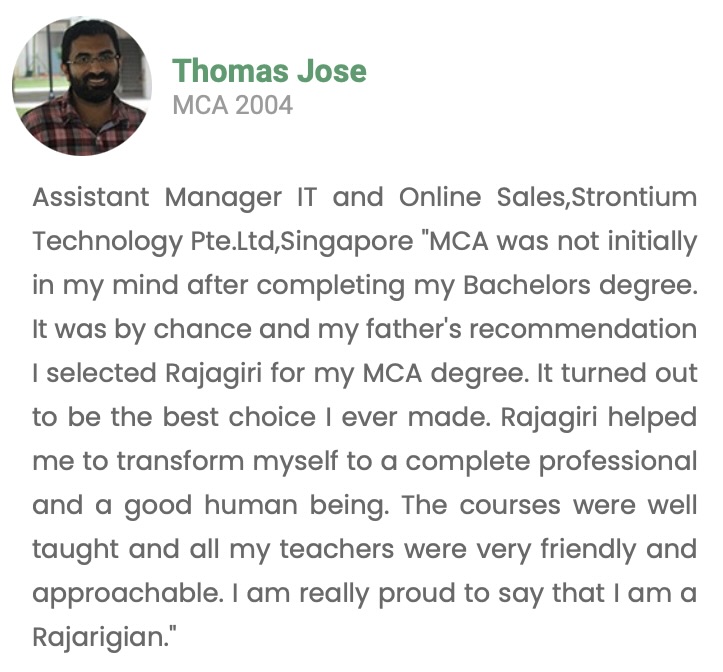 Thomas Jose
MCA 2004
Assistant Manager IT and Online Sales,Strontium
Technology Pte.Ltd,Singapore "MCA was not initially
in my mind after completing my Bachelors degree.
It was by chance and my father's recommendation
I selected Rajagiri for my MCA degree. It turned out
to be the best choice I ever made. Rajagiri helped
me to transform myself to a complete professional
and a good human being. The courses were well
taught and all my teachers were very friendly and
approachable. I am really proud to say that I am a
Rajarigian."